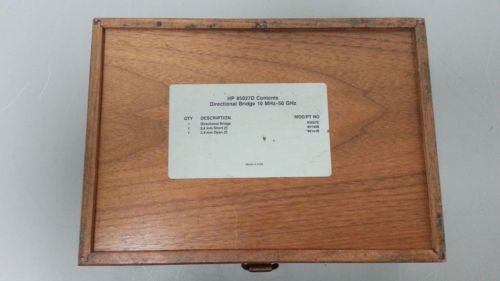 HP 85027D Contents
Directional Bridge 10 MHz-50 GHz
QTY DESCRIPTION MOD/PT NO
1 Directional Bridge
1 2.4 mm Short (f)
1 2.4 mm Open (f)